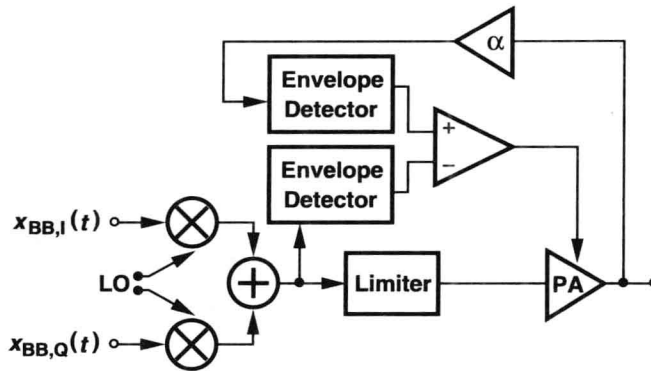 α
Envelope
Detector
+
−
Envelope
Detector
x_BB,I(t)
LO
+
Limiter
PA
x_BB,Q(t)